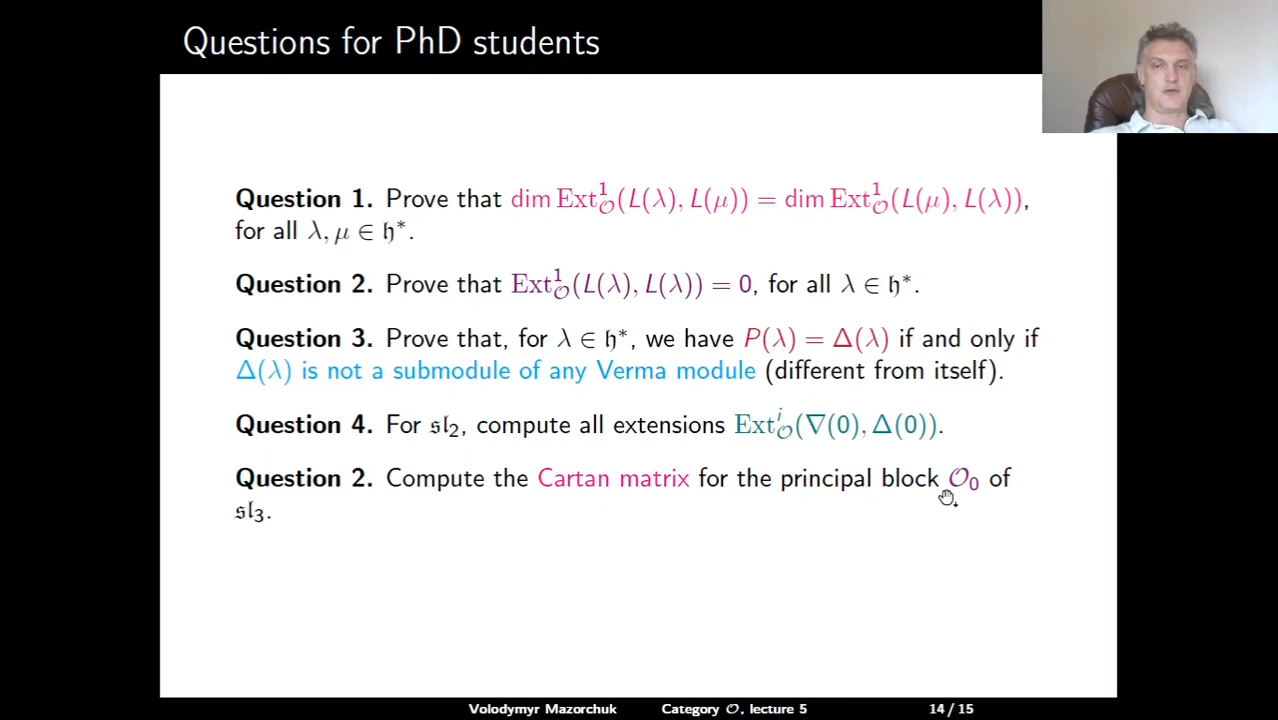 Questions for PhD students
Question 1. Prove that dim Ext¹_𝒪(L(λ), L(μ)) = dim Ext¹_𝒪(L(μ), L(λ)),
for all λ, μ ∈ 𝔥*.
Question 2. Prove that Ext¹_𝒪(L(λ), L(λ)) = 0, for all λ ∈ 𝔥*.
Question 3. Prove that, for λ ∈ 𝔥*, we have P(λ) = Δ(λ) if and only if
Δ(λ) is not a submodule of any Verma module (different from itself).
Question 4. For 𝔰𝔩₂, compute all extensions Extⁱ_𝒪(∇(0), Δ(0)).
Question 2. Compute the Cartan matrix for the principal block 𝒪₀ of
𝔰𝔩₃.
Volodymyr Mazorchuk Category 𝒪, lecture 5 14 / 15